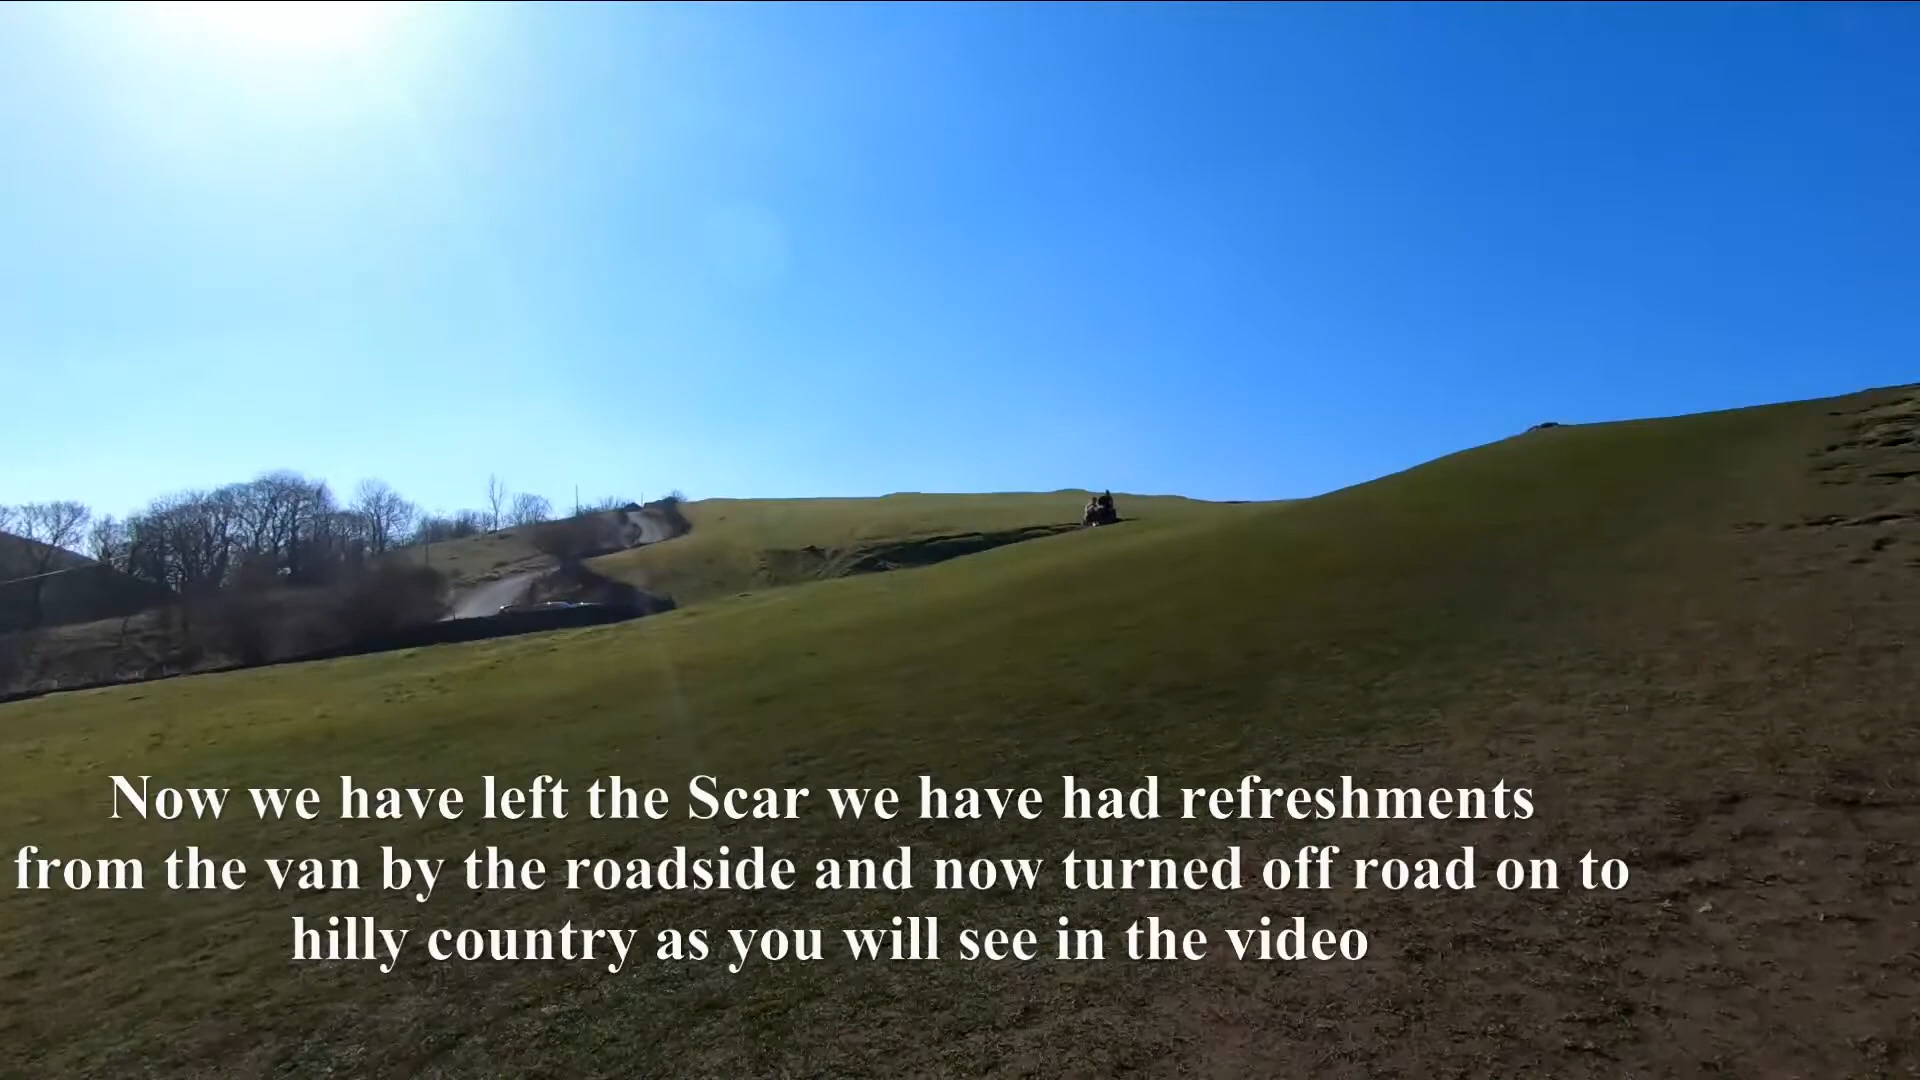 Now we have left the Scar we have had refreshments
from the van by the roadside and now turned off road on to
hilly country as you will see in the video